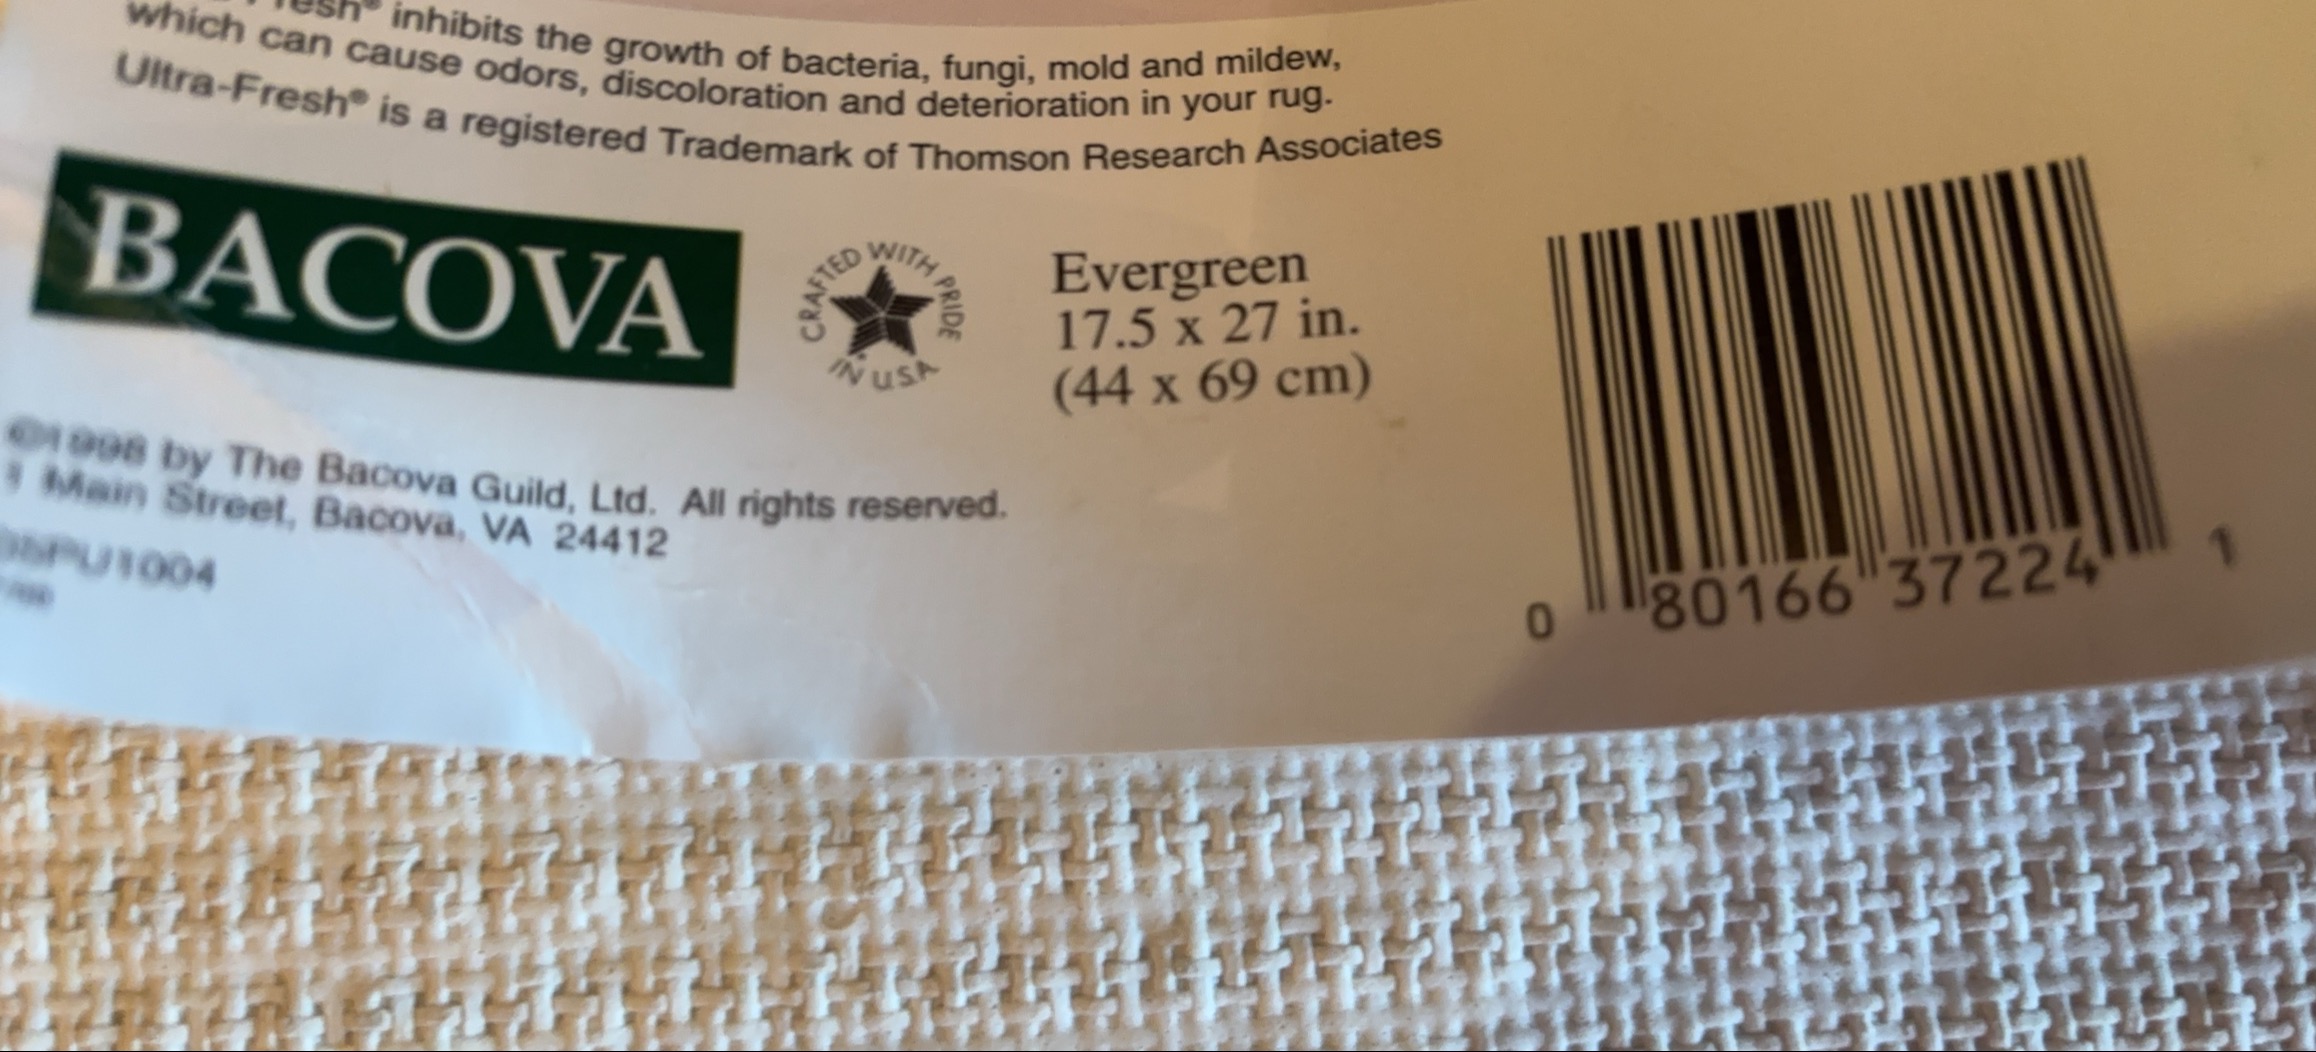 inhibits the growth of bacteria, fungi, mold and mildew,
which can cause odors, discoloration and deterioration in your rug.
Ultra-Fresh® is a registered Trademark of Thomson Research Associates
BACOVA
CRAFTED WITH PRIDE
IN U.S.A
Evergreen
17.5 x 27 in.
(44 x 69 cm)
©1998 by The Bacova Guild, Ltd. All rights reserved.
1 Main Street, Bacova, VA 24412
0 80166 37224 1